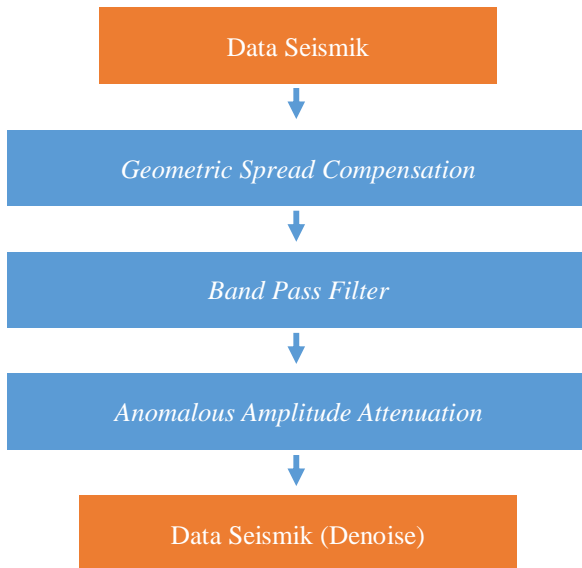 Data Seismik
Geometric Spread Compensation
Band Pass Filter
Anomalous Amplitude Attenuation
Data Seismik (Denoise)